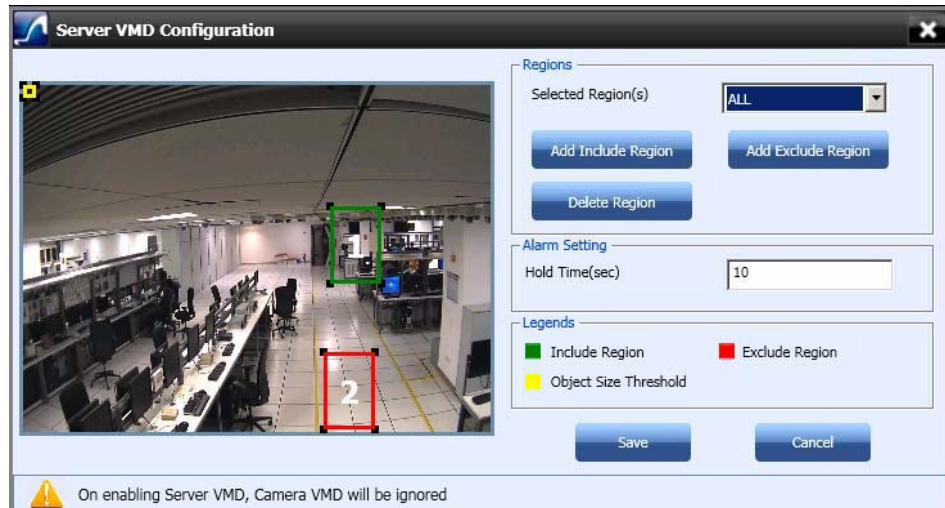 Server VMD Configuration
Regions
Selected Region(s)
ALL
Add Include Region
Add Exclude Region
Delete Region
Alarm Setting
Hold Time(sec)
10
Legends
Include Region
Exclude Region
Object Size Threshold
2
Save
Cancel
On enabling Server VMD, Camera VMD will be ignored